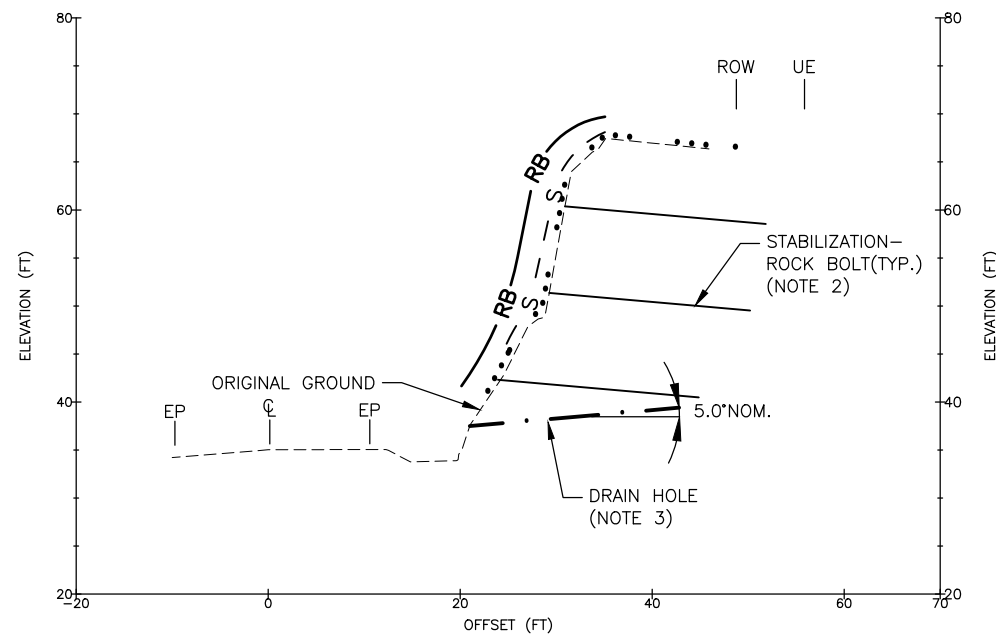 80
80
ROW
UE
RB
S
60
60
STABILIZATION-
ROCK BOLT(TYP.)
(NOTE 2)
ELEVATION (FT)
ELEVATION (FT)
RB
S
ORIGINAL GROUND
40
40
EP
℄
EP
5.0°NOM.
DRAIN HOLE
(NOTE 3)
20
20
-20
0
20
40
60
70
OFFSET (FT)